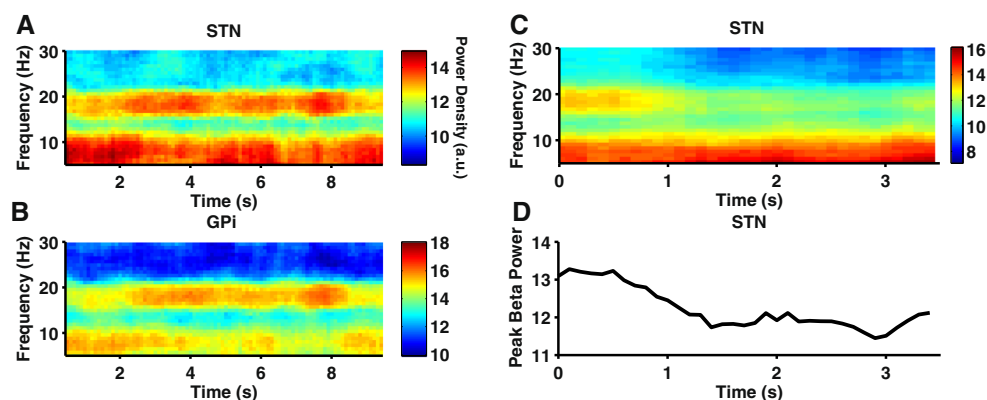 A
STN
Frequency (Hz)
30
20
10
2 4 6 8
Time (s)
14
12
10
Power Density (a.u.)
B
GPi
Frequency (Hz)
30
20
10
2 4 6 8
Time (s)
18
16
14
12
10
C
STN
Frequency (Hz)
30
20
10
0 1 2 3
Time (s)
16
14
12
10
8
D
STN
Peak Beta Power
14
13
12
11
0 1 2 3
Time (s)